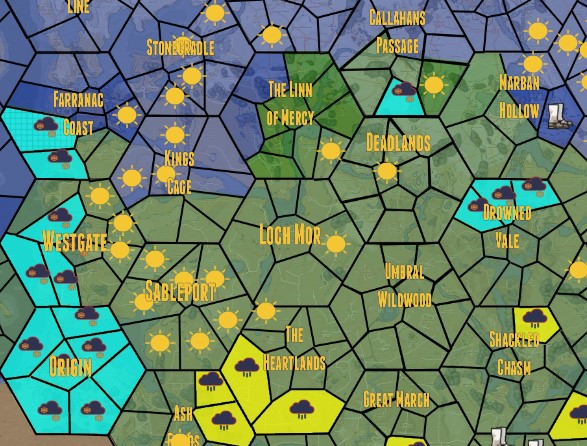 LINE
CALLAHANS
PASSAGE
STONECRADLE
THE LINN
OF MERCY
MARBAN
HOLLOW
FARRANAC
COAST
DEADLANDS
KINGS
CAGE
DROWNED
VALE
WESTGATE
LOCH MOR
UMBRAL
WILDWOOD
SABLEPORT
THE
HEARTLANDS
SHACKLED
CHASM
ORIGIN
GREAT MARCH
ASH